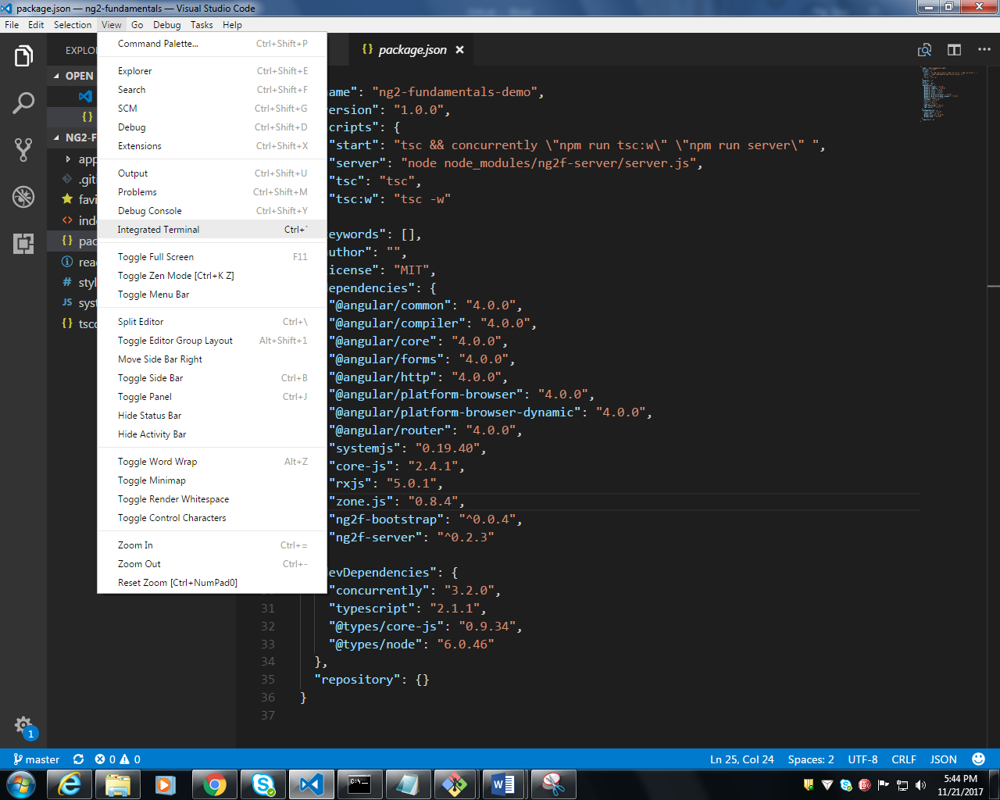 package.json — ng2-fundamentals — Visual Studio Code
File Edit Selection View Go Debug Tasks Help
Command Palette... Ctrl+Shift+P
Explorer Ctrl+Shift+E
Search Ctrl+Shift+F
SCM Ctrl+Shift+G
Debug Ctrl+Shift+D
Extensions Ctrl+Shift+X
Output Ctrl+Shift+U
Problems Ctrl+Shift+M
Debug Console Ctrl+Shift+Y
Integrated Terminal Ctrl+`
Toggle Full Screen F11
Toggle Zen Mode [Ctrl+K Z]
Toggle Menu Bar
Split Editor Ctrl+\
Toggle Editor Group Layout Alt+Shift+1
Move Side Bar Right
Toggle Side Bar Ctrl+B
Toggle Panel Ctrl+J
Hide Status Bar
Hide Activity Bar
Toggle Word Wrap Alt+Z
Toggle Minimap
Toggle Render Whitespace
Toggle Control Characters
Zoom In Ctrl+=
Zoom Out Ctrl+-
Reset Zoom [Ctrl+NumPad0]
EXPLO
OPEN
{}
NG2-F
app
.git
favi
<> inde
{} pac
rea
# styl
JS syst
{} tsco
1
{} package.json ×
ame": "ng2-fundamentals-demo",
version": "1.0.0",
cripts": {
"start": "tsc && concurrently \"npm run tsc:w\" \"npm run server\" ",
"server": "node node_modules/ng2f-server/server.js",
"tsc": "tsc",
"tsc:w": "tsc -w"
eywords": [],
uthor": "",
icense": "MIT",
dependencies": {
"@angular/common": "4.0.0",
"@angular/compiler": "4.0.0",
"@angular/core": "4.0.0",
"@angular/forms": "4.0.0",
"@angular/http": "4.0.0",
"@angular/platform-browser": "4.0.0",
"@angular/platform-browser-dynamic": "4.0.0",
"@angular/router": "4.0.0",
"systemjs": "0.19.40",
"core-js": "2.4.1",
"rxjs": "5.0.1",
"zone.js": "0.8.4",
"ng2f-bootstrap": "^0.0.4",
"ng2f-server": "^0.2.3"
devDependencies": {
"concurrently": "3.2.0",
31 "typescript": "2.1.1",
32 "@types/core-js": "0.9.34",
33 "@types/node": "6.0.46"
34 },
35 "repository": {}
36 }
37
master 0 0 Ln 25, Col 24 Spaces: 2 UTF-8 CRLF JSON
5:44 PM
11/21/2017